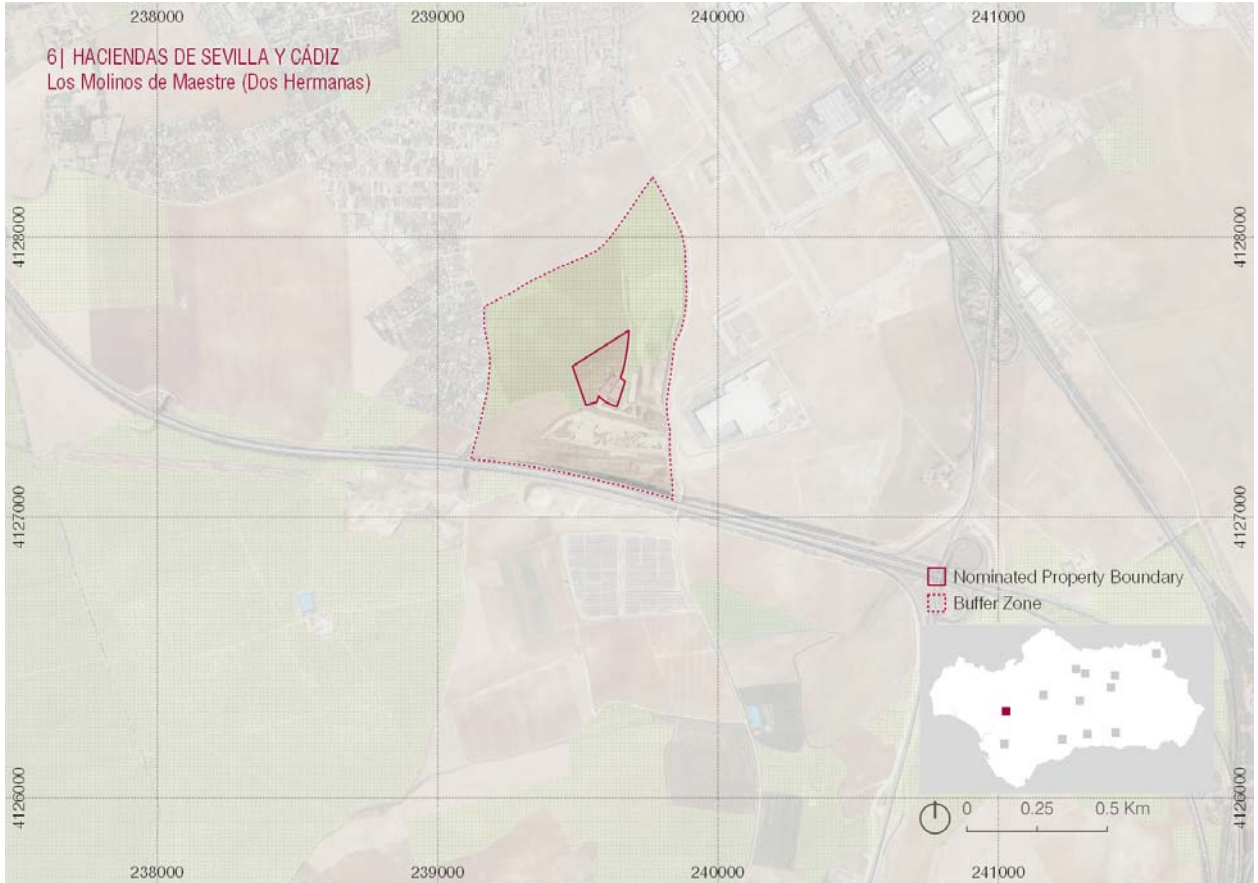 238000 239000 240000 241000
6| HACIENDAS DE SEVILLA Y CÁDIZ
Los Molinos de Maestre (Dos Hermanas)
4128000 4128000
4127000 4127000
Nominated Property Boundary
Buffer Zone
4126000 4126000
0 0.25 0.5 Km
238000 239000 240000 241000